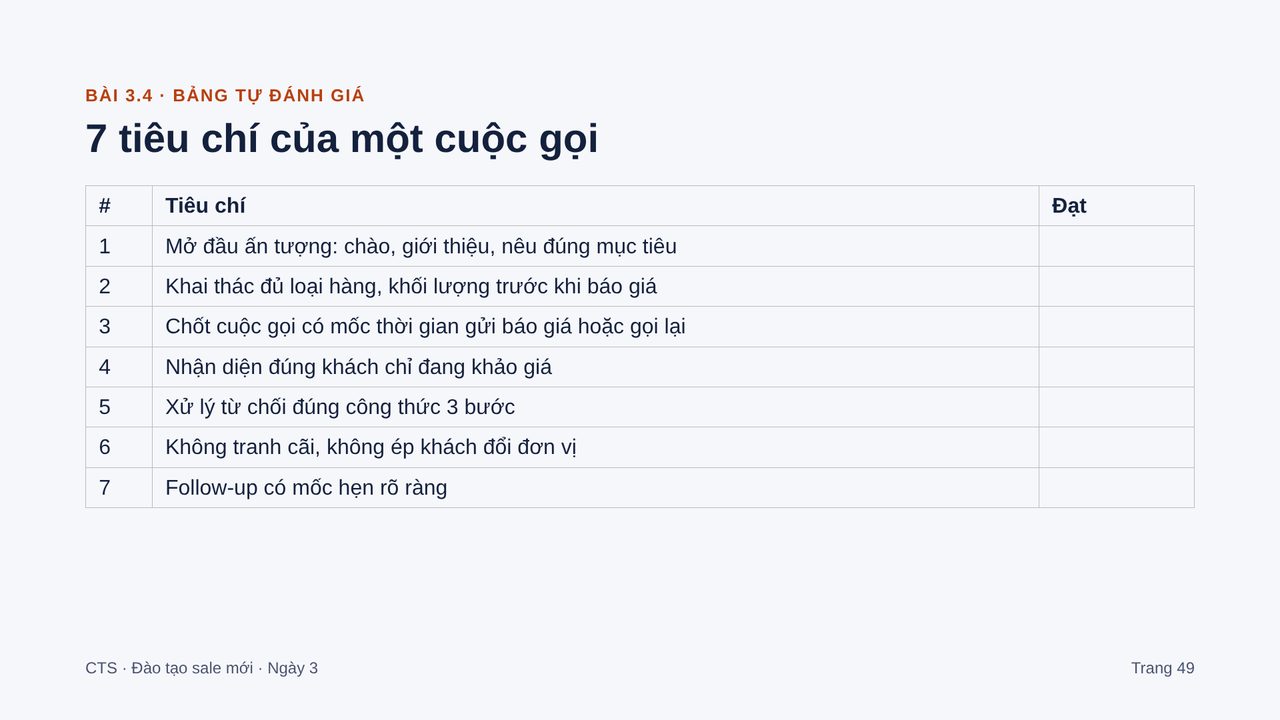 BÀI 3.4 · BẢNG TỰ ĐÁNH GIÁ
7 tiêu chí của một cuộc gọi
# Tiêu chí Đạt
1 Mở đầu ấn tượng: chào, giới thiệu, nêu đúng mục tiêu
2 Khai thác đủ loại hàng, khối lượng trước khi báo giá
3 Chốt cuộc gọi có mốc thời gian gửi báo giá hoặc gọi lại
4 Nhận diện đúng khách chỉ đang khảo giá
5 Xử lý từ chối đúng công thức 3 bước
6 Không tranh cãi, không ép khách đổi đơn vị
7 Follow-up có mốc hẹn rõ ràng
CTS · Đào tạo sale mới · Ngày 3
Trang 49